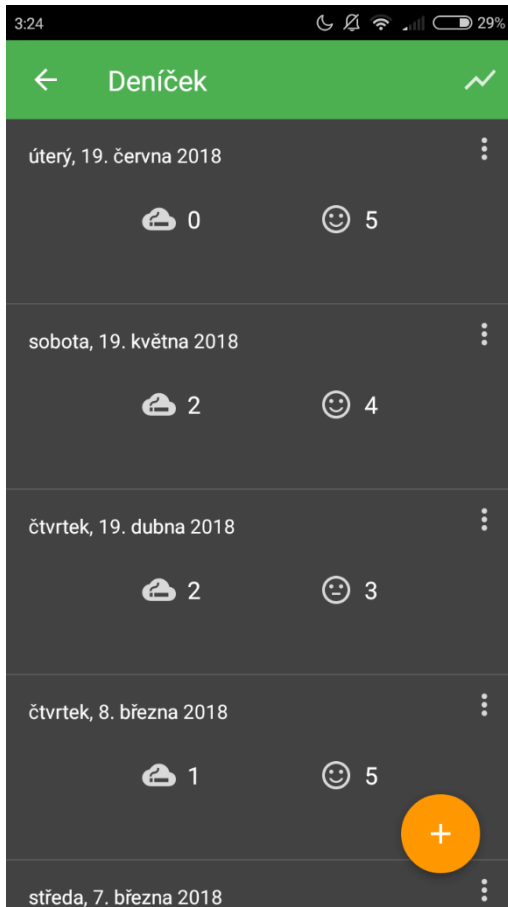 3:24 29%
Deníček
úterý, 19. června 2018
0 5
sobota, 19. května 2018
2 4
čtvrtek, 19. dubna 2018
2 3
čtvrtek, 8. března 2018
1 5
středa, 7. března 2018